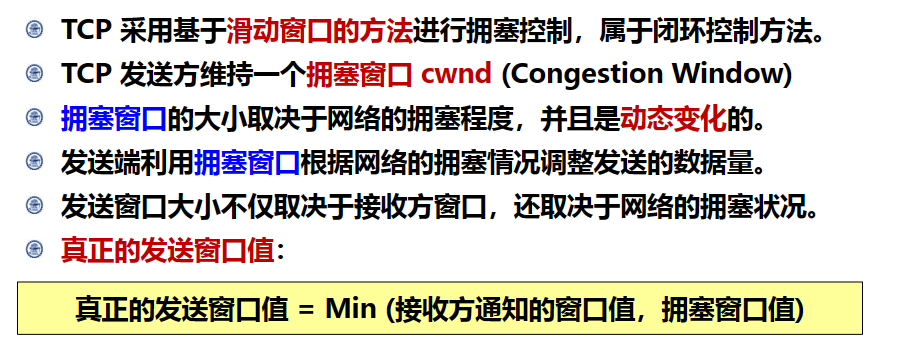 TCP 采用基于滑动窗口的方法进行拥塞控制，属于闭环控制方法。
TCP 发送方维持一个拥塞窗口 cwnd (Congestion Window)
拥塞窗口的大小取决于网络的拥塞程度，并且是动态变化的。
发送端利用拥塞窗口根据网络的拥塞情况调整发送的数据量。
发送窗口大小不仅取决于接收方窗口，还取决于网络的拥塞状况。
真正的发送窗口值：
真正的发送窗口值 = Min (接收方通知的窗口值，拥塞窗口值)